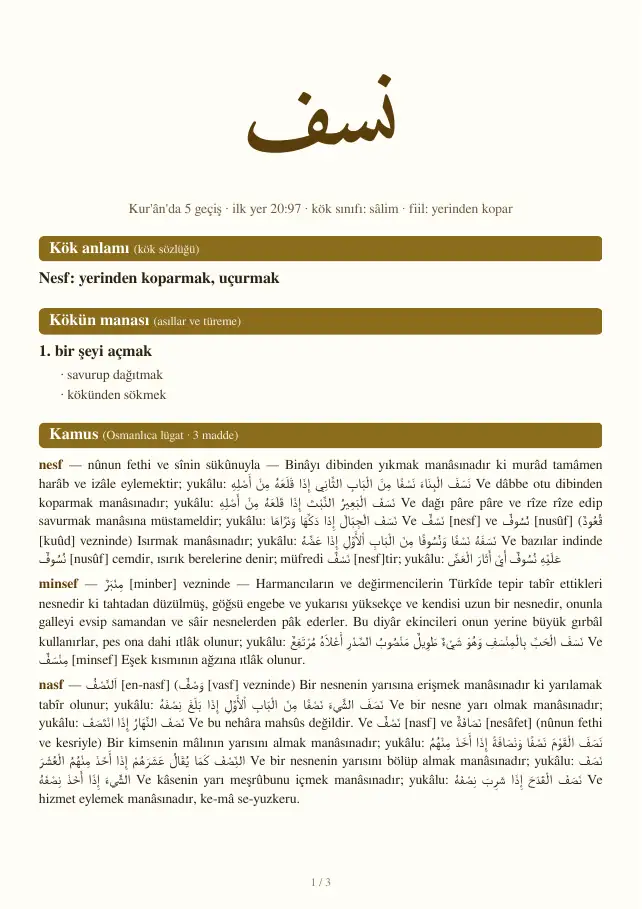 نسف
Kur'ân'da 5 geçiş · ilk yer 20:97 · kök sınıfı: sâlim · fiil: yerinden kopar
Kök anlamı (kök sözlüğü)
Nesf: yerinden koparmak, uçurmak
Kökün manası (asıllar ve türeme)
1. bir şeyi açmak
· savurup dağıtmak
· kökünden sökmek
Kamus (Osmanlıca lügat · 3 madde)
nesf — nûnun fethi ve sînin sükûnuyla — Binâyı dibinden yıkmak manâsınadır ki murâd tamâmen
harâb ve izâle eylemektir; yukâlu: نَسَفَ الْبِنَاءَ نَسْفًا مِنَ الْبَابِ الثَّانِي إِذَا قَلَعَهُ مِنْ أَصْلِهِ Ve dâbbe otu dibinden
koparmak manâsınadır; yukâlu: نَسَفَ الْبَعِيرُ النَّبْتَ إِذَا قَلَعَهُ مِنْ أَصْلِهِ Ve dağı pâre pâre ve rîze rîze edip
savurmak manâsına müstameldir; yukâlu: نَسَفَ الْجِبَالَ إِذَا دَكَّهَا وَذَرَّاهَا Ve نَسْفٌ [nesf] ve نُسُوفٌ [nusûf] (قُعُودٌ
[kuûd] vezninde) Isırmak manâsınadır; yukâlu: نَسَفَهُ نَسْفًا وَنُسُوفًا مِنَ الْبَابِ الْأَوَّلِ إِذَا عَضَّهُ Ve bazılar indinde
نُسُوفٌ [nusûf] cemdir, ısırık berelerine denir; müfredi نَسْفٌ [nesf]tir; yukâlu: عَلَيْهِ نُسُوفٌ أَيْ آثَارُ الْعَضِّ
minsef — مِنْبَرٌ [minber] vezninde — Harmancıların ve değirmencilerin Türkîde tepir tabîr ettikleri
nesnedir ki tahtadan düzülmüş, göğsü engebe ve yukarısı yüksekçe ve kendisi uzun bir nesnedir, onunla
galleyi evsip samandan ve sâir nesnelerden pâk ederler. Bu diyâr ekincileri onun yerine büyük gırbâl
kullanırlar, pes ona dahi ıtlâk olunur; yukâlu: نَسَفَ الْحَبَّ بِالْمِنْسَفِ وَهُوَ شَيْءٌ طَوِيلٌ مَنْصُوبُ الصَّدْرِ أَعْلَاهُ مُرْتَفِعٌ Ve
مِنْسَفٌ [minsef] Eşek kısmının ağzına ıtlâk olunur.
nasf — اَلنَّصْفُ [en-nasf] (وَصْفٌ [vasf] vezninde) Bir nesnenin yarısına erişmek manâsınadır ki yarılamak
tabîr olunur; yukâlu: نَصَفَ الشَّيْءَ نَصْفًا مِنَ الْبَابِ الْأَوَّلِ إِذَا بَلَغَ نِصْفَهُ Ve bir nesne yarı olmak manâsınadır;
yukâlu: نَصَفَ النَّهَارُ إِذَا انْتَصَفَ Ve bu nehâra mahsûs değildir. Ve نَصْفٌ [nasf] ve نَصَافَةٌ [nesâfet] (nûnun fethi
ve kesriyle) Bir kimsenin mâlının yarısını almak manâsınadır; yukâlu: نَصَفَ الْقَوْمَ نَصْفًا وَنَصَافَةً إِذَا أَخَذَ مِنْهُمُ
النِّصْفَ كَمَا يُقَالُ عَشَرَهُمْ إِذَا أَخَذَ مِنْهُمُ الْعُشْرَ Ve bir nesnenin yarısını bölüp almak manâsınadır; yukâlu: نَصَفَ
الشَّيْءَ إِذَا أَخَذَ نِصْفَهُ Ve kâsenin yarı meşrûbunu içmek manâsınadır; yukâlu: نَصَفَ الْقَدَحَ إِذَا شَرِبَ نِصْفَهُ Ve
hizmet eylemek manâsınadır, ke-mâ se-yuzkeru.
1 / 3